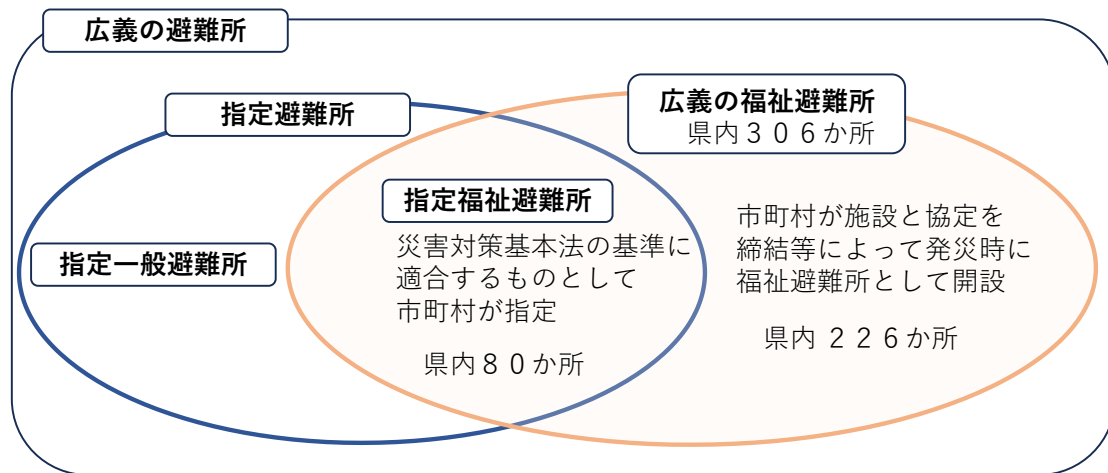 広義の避難所
指定避難所
広義の福祉避難所
県内３０６か所
指定福祉避難所
災害対策基本法の基準に
適合するものとして
市町村が指定
県内８０か所
指定一般避難所
市町村が施設と協定を
締結等によって発災時に
福祉避難所として開設
県内 ２２６か所